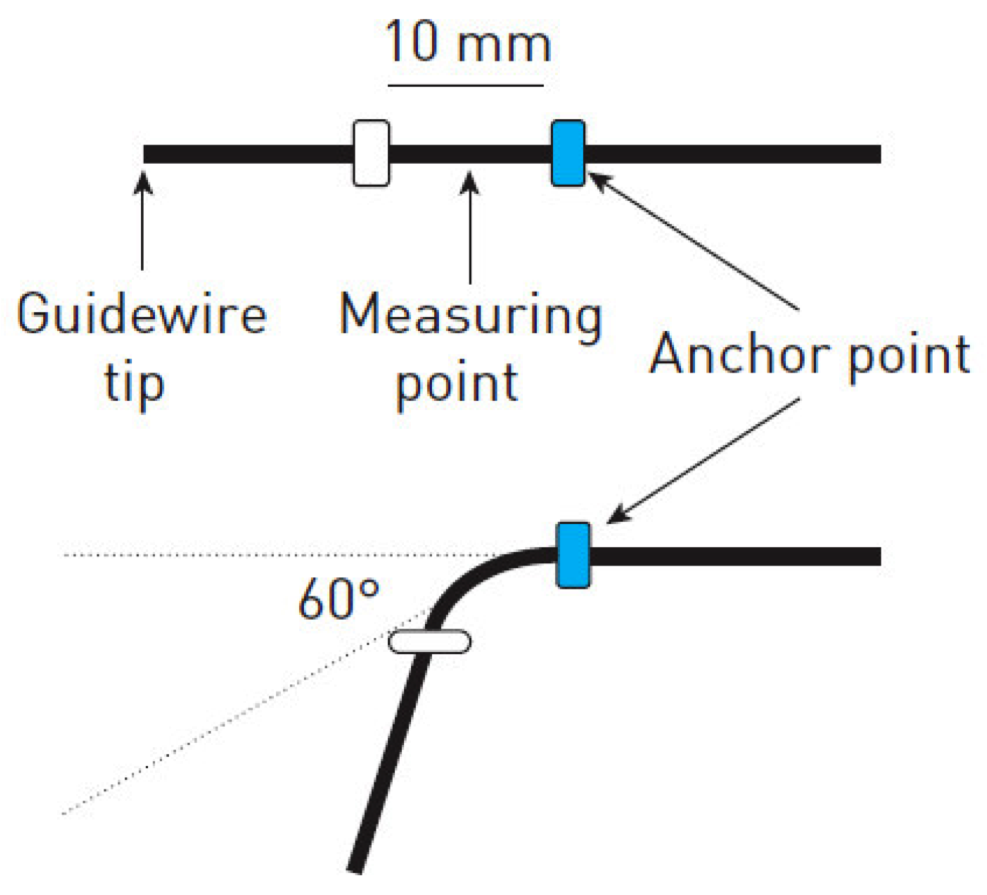 10 mm
Guidewire
tip
Measuring
point
Anchor point
60°